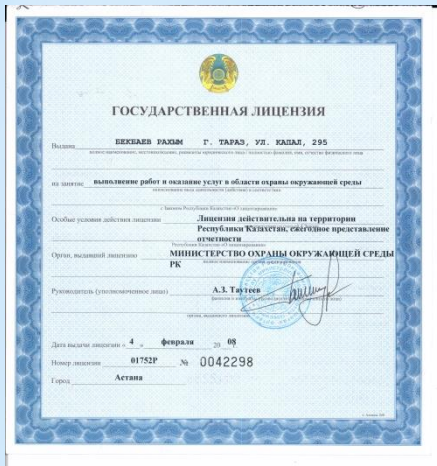 ГОСУДАРСТВЕННАЯ ЛИЦЕНЗИЯ
Выдана БЕКБАЕВ РАХЫМ Г. ТАРАЗ, УЛ. КАПАЛ, 295
на занятие выполнение работ и оказание услуг в области охраны окружающей среды
Особые условия действия лицензии Лицензия действительна на территории
Республики Казахстан, ежегодное представление
отчетности
Орган, выдавший лицензию МИНИСТЕРСТВО ОХРАНЫ ОКРУЖАЮЩЕЙ СРЕДЫ
РК
Руководитель (уполномоченное лицо) А.З. Таутеев
Дата выдачи лицензии « 4 » февраля 20 08
Номер лицензии 01752Р № 0042298
Город Астана